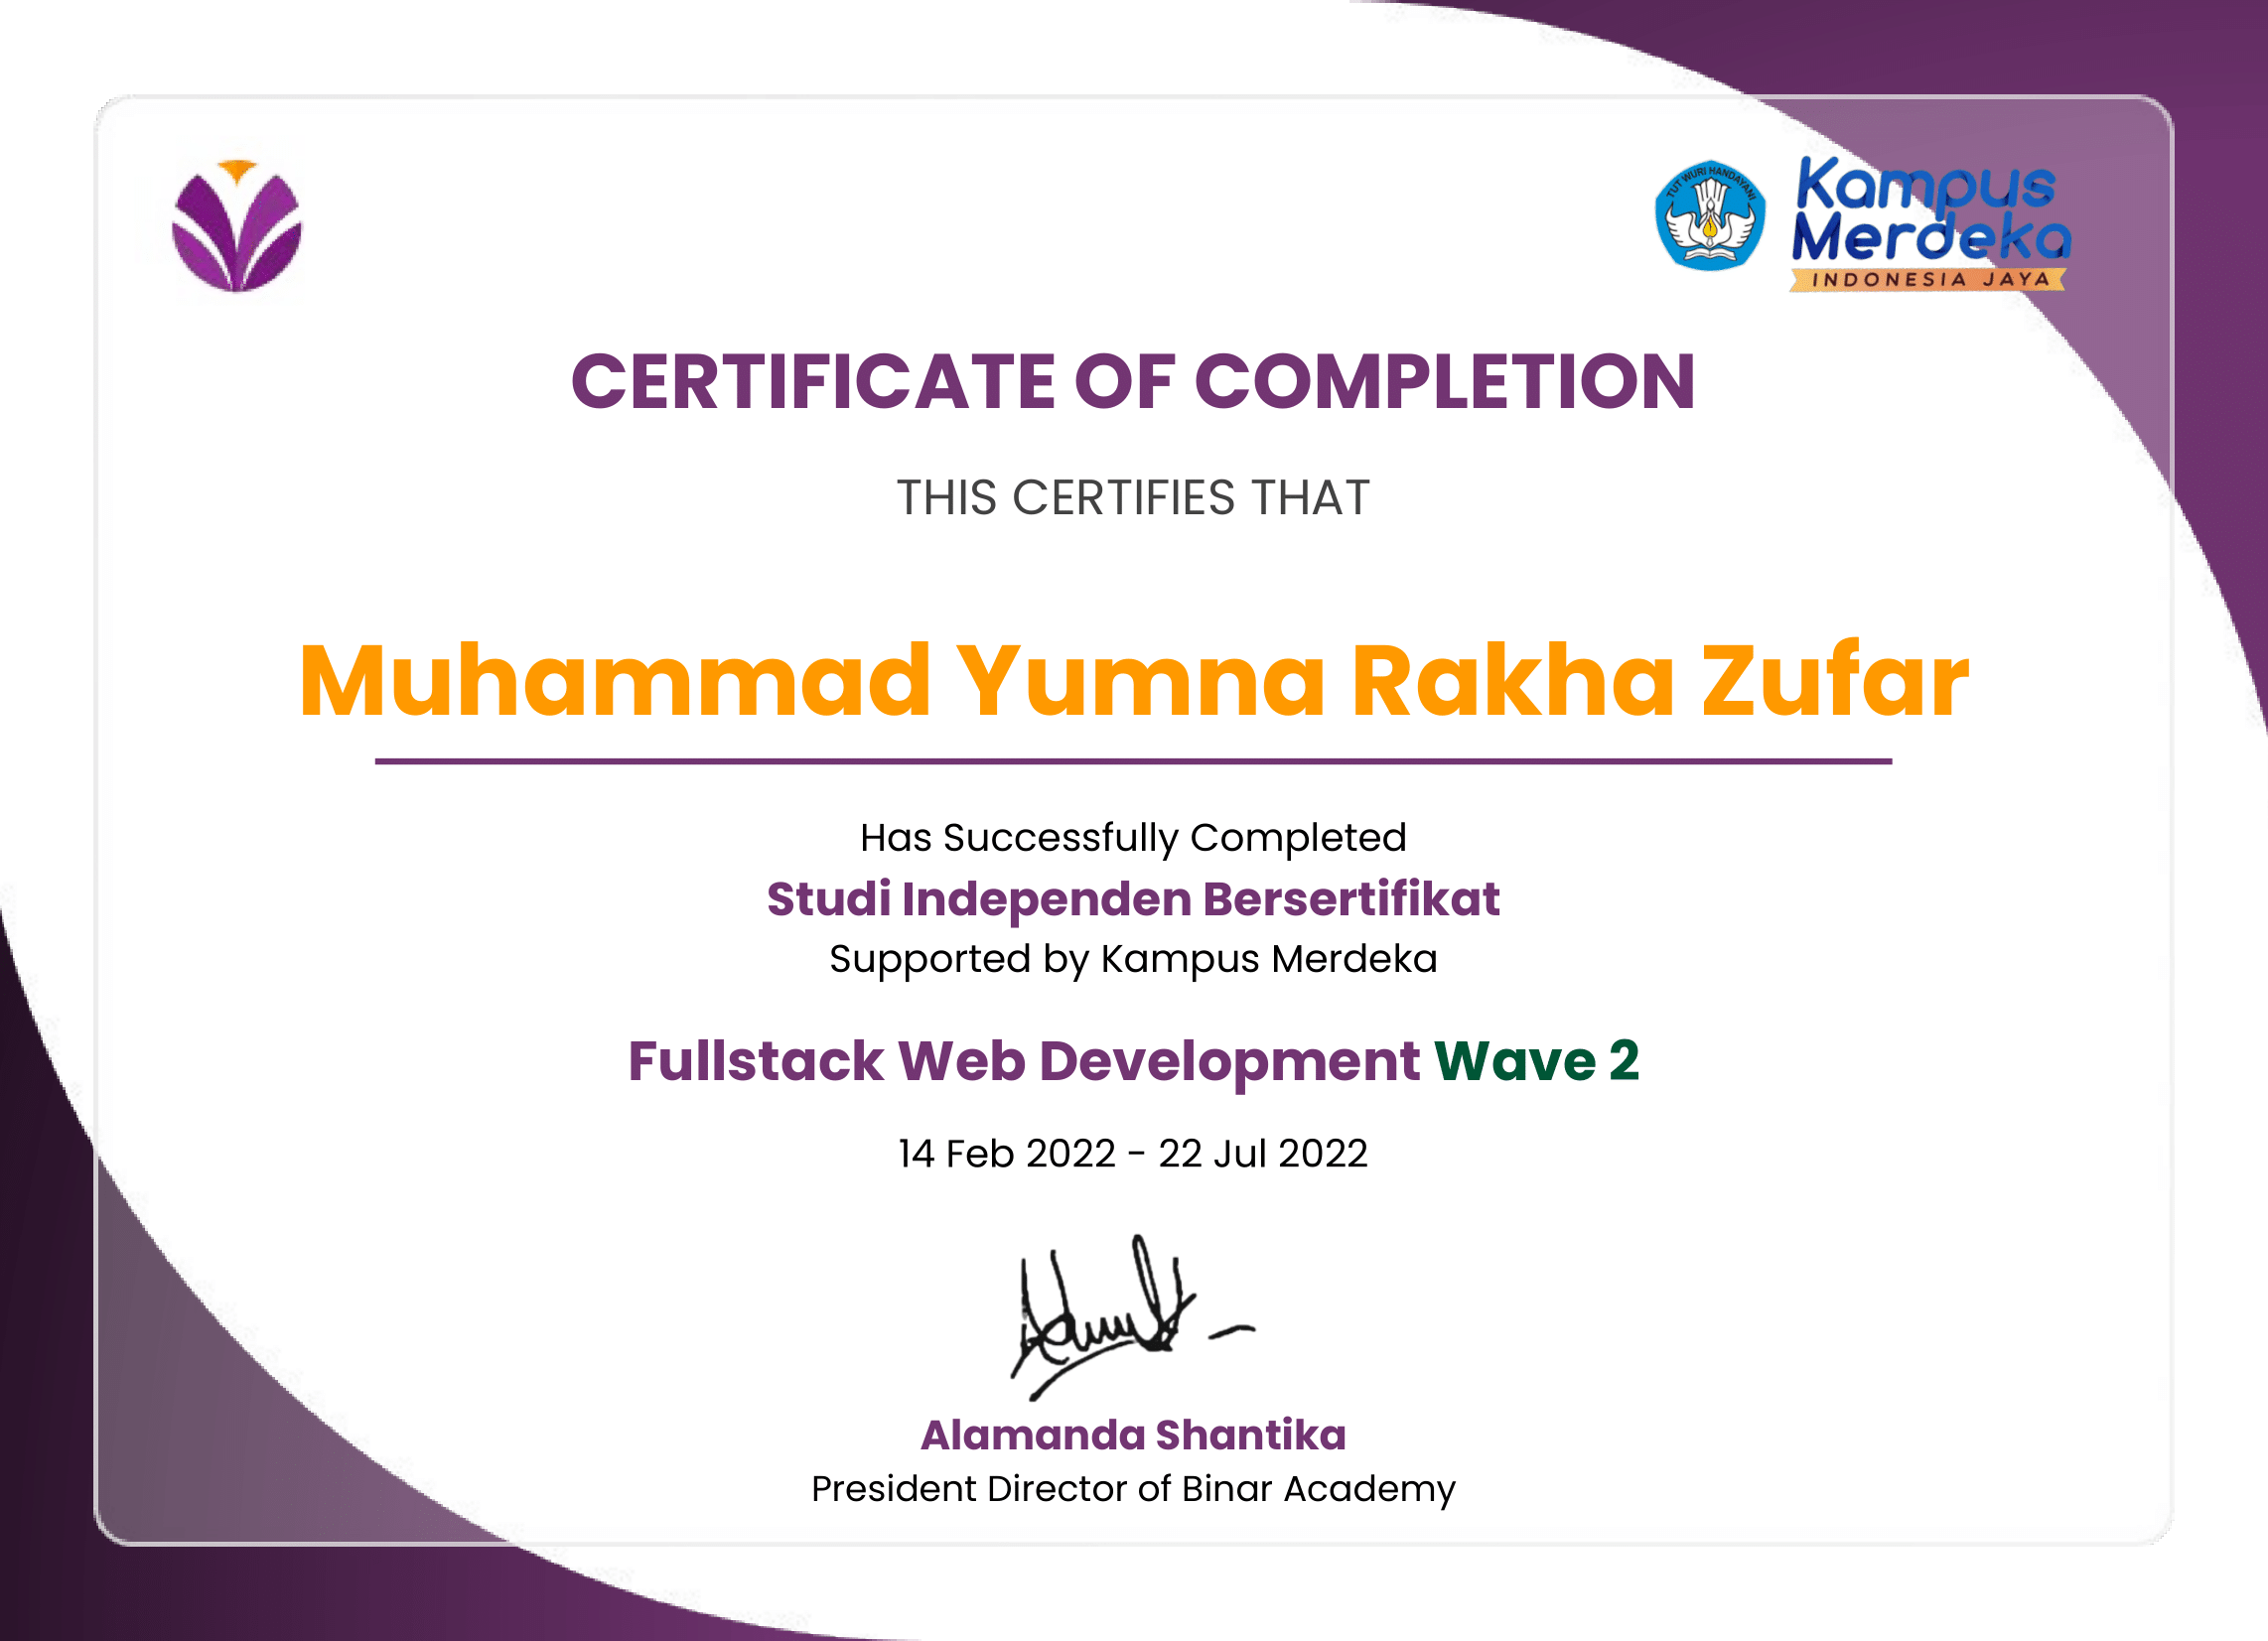 TUT WURI HANDAYANI
Kampus
Merdeka
INDONESIA JAYA
CERTIFICATE OF COMPLETION
THIS CERTIFIES THAT
Muhammad Yumna Rakha Zufar
Has Successfully Completed
Studi Independen Bersertifikat
Supported by Kampus Merdeka
Fullstack Web Development Wave 2
14 Feb 2022 - 22 Jul 2022
Alamanda Shantika
President Director of Binar Academy